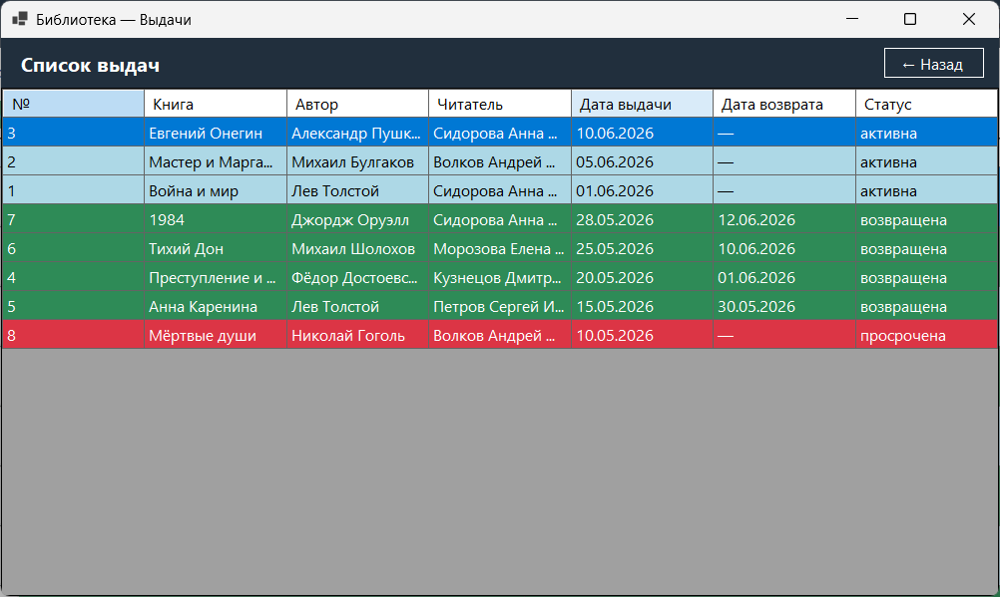 Библиотека — Выдачи
Список выдач
← Назад
№ Книга Автор Читатель Дата выдачи Дата возврата Статус
3 Евгений Онегин Александр Пушк... Сидорова Анна ... 10.06.2026 — активна
2 Мастер и Марга... Михаил Булгаков Волков Андрей ... 05.06.2026 — активна
1 Война и мир Лев Толстой Сидорова Анна ... 01.06.2026 — активна
7 1984 Джордж Оруэлл Сидорова Анна ... 28.05.2026 12.06.2026 возвращена
6 Тихий Дон Михаил Шолохов Морозова Елена ... 25.05.2026 10.06.2026 возвращена
4 Преступление и ... Фёдор Достоевс... Кузнецов Дмитр... 20.05.2026 01.06.2026 возвращена
5 Анна Каренина Лев Толстой Петров Сергей И... 15.05.2026 30.05.2026 возвращена
8 Мёртвые души Николай Гоголь Волков Андрей ... 10.05.2026 — просрочена